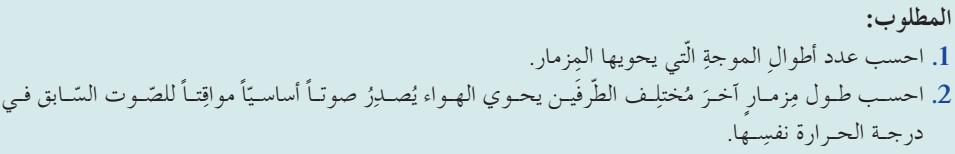 المطلوب:
1. احسب عدد أطوالِ الموجةِ الّتي يحويها المِزمار.
2. احسب طول مِزمارٍ آخرَ مُختلِف الطّرفَين يحوي الهواء يُصدِرُ صوتاً أساسيّاً مواقِتاً للصّوت السّابق في
درجة الحرارة نفسِها.